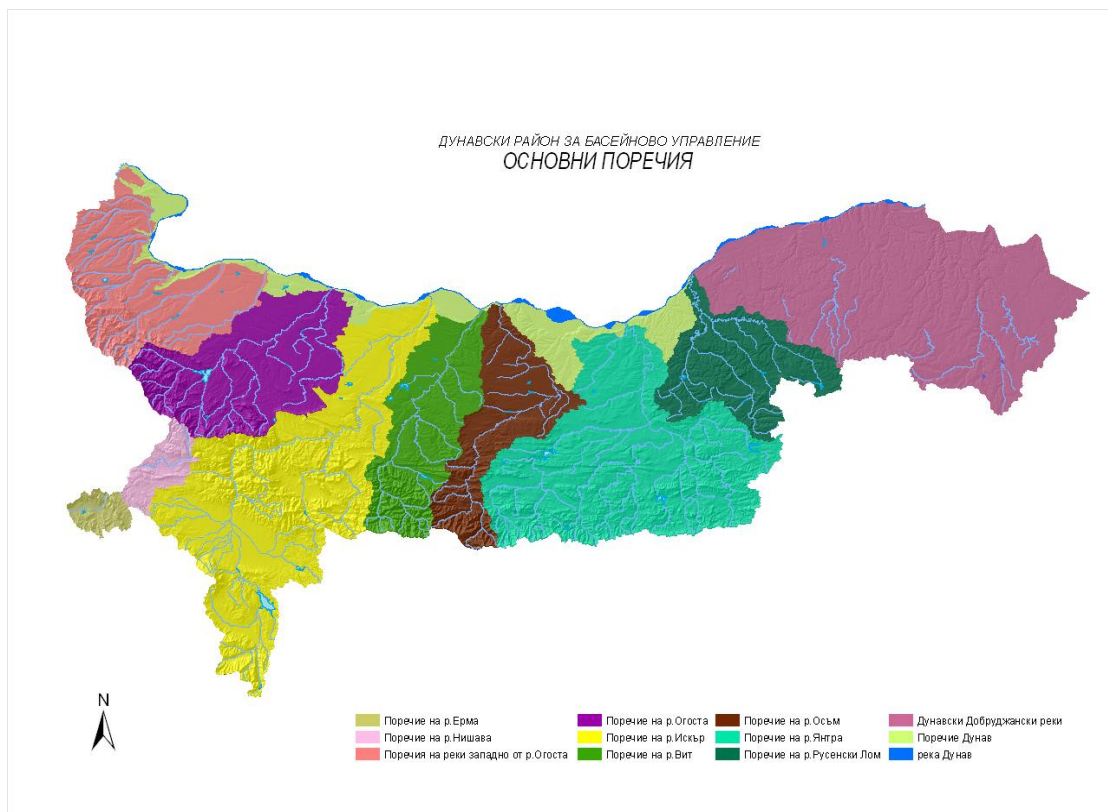 ДУНАВСКИ РАЙОН ЗА БАСЕЙНОВО УПРАВЛЕНИЕ
ОСНОВНИ ПОРЕЧИЯ
N
Поречие на р.Ерма
Поречие на р.Нишава
Поречия на реки западно от р.Огоста
Поречие на р.Огоста
Поречие на р.Искър
Поречие на р.Вит
Поречие на р.Осъм
Поречие на р.Янтра
Поречие на р.Русенски Лом
Дунавски Добруджански реки
Поречие Дунав
река Дунав